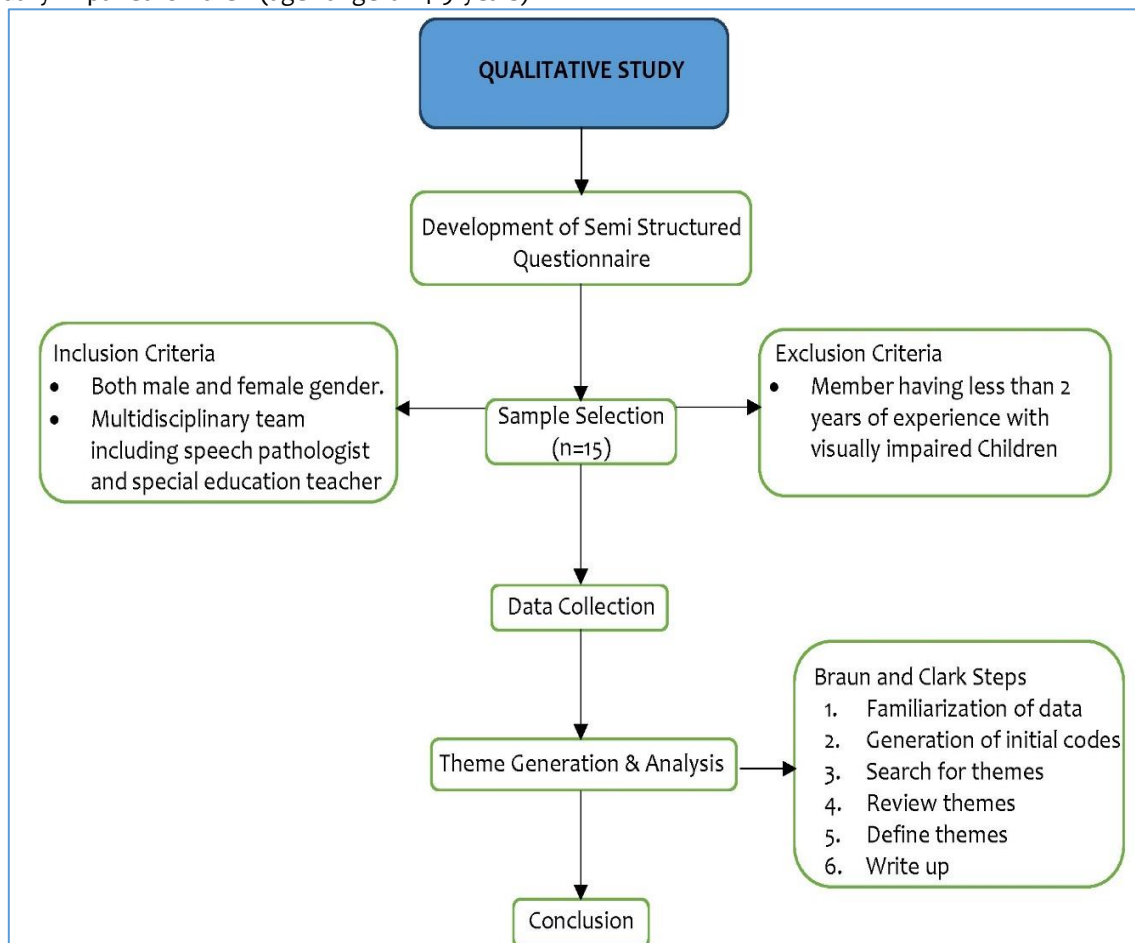 QUALITATIVE STUDY
Development of Semi Structured
Questionnaire
Inclusion Criteria
• Both male and female gender.
• Multidisciplinary team
including speech pathologist
and special education teacher
Sample Selection
(n=15)
Exclusion Criteria
• Member having less than 2
years of experience with
visually impaired Children
Data Collection
Theme Generation & Analysis
Braun and Clark Steps
1. Familiarization of data
2. Generation of initial codes
3. Search for themes
4. Review themes
5. Define themes
6. Write up
Conclusion